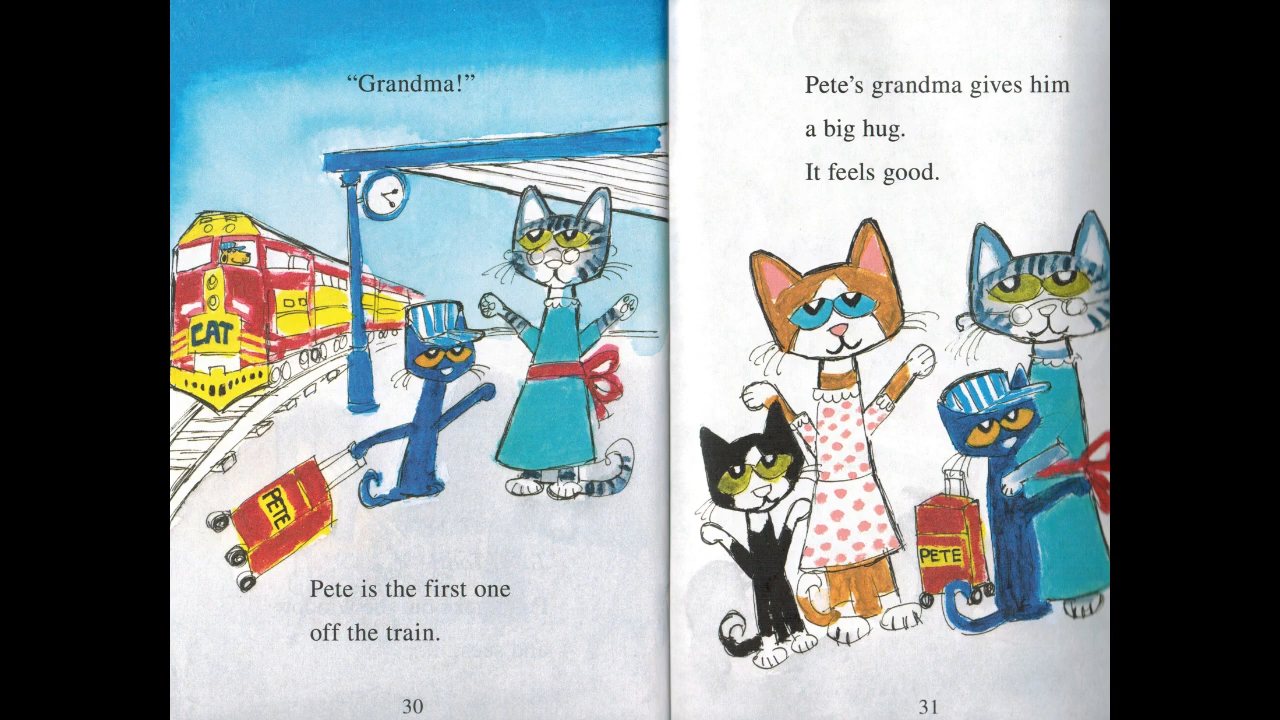 “Grandma!”
CAT
PETE
Pete is the first one
off the train.
30
Pete’s grandma gives him
a big hug.
It feels good.
PETE
31